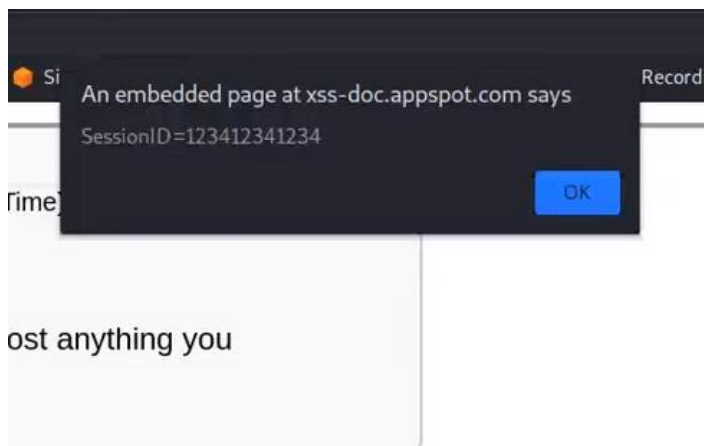 Si
Record
An embedded page at xss-doc.appspot.com says
SessionID=123412341234
OK
Time)
ost anything you